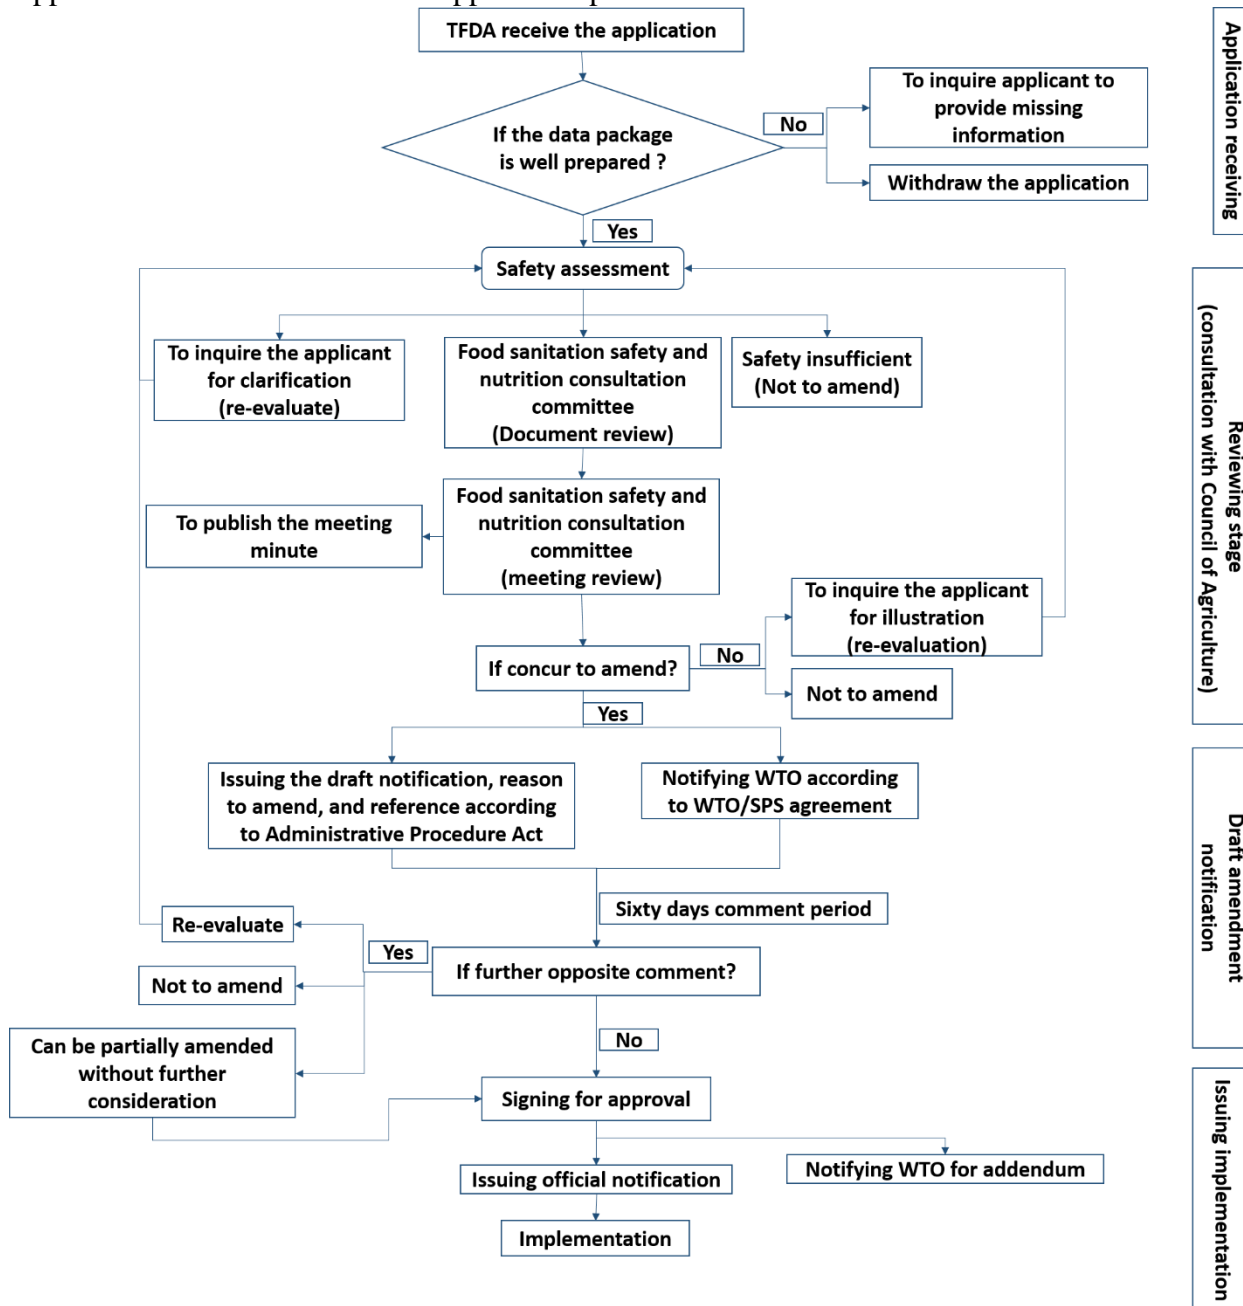 TFDA receive the application
If the data package
is well prepared ?
No
To inquire applicant to
provide missing
information
Withdraw the application
Application receiving
Yes
Safety assessment
To inquire the applicant
for clarification
(re-evaluate)
Food sanitation safety and
nutrition consultation
committee
(Document review)
Safety insufficient
(Not to amend)
Reviewing stage
(consultation with Council of Agriculture)
To publish the meeting
minute
Food sanitation safety and
nutrition consultation
committee
(meeting review)
If concur to amend?
No
To inquire the applicant
for illustration
(re-evaluation)
Not to amend
Yes
Issuing the draft notification, reason
to amend, and reference according
to Administrative Procedure Act
Notifying WTO according
to WTO/SPS agreement
Draft amendment
notification
Sixty days comment period
Re-evaluate
Yes
If further opposite comment?
Not to amend
Can be partially amended
without further
consideration
No
Signing for approval
Issuing official notification
Notifying WTO for addendum
Implementation
Issuing implementation